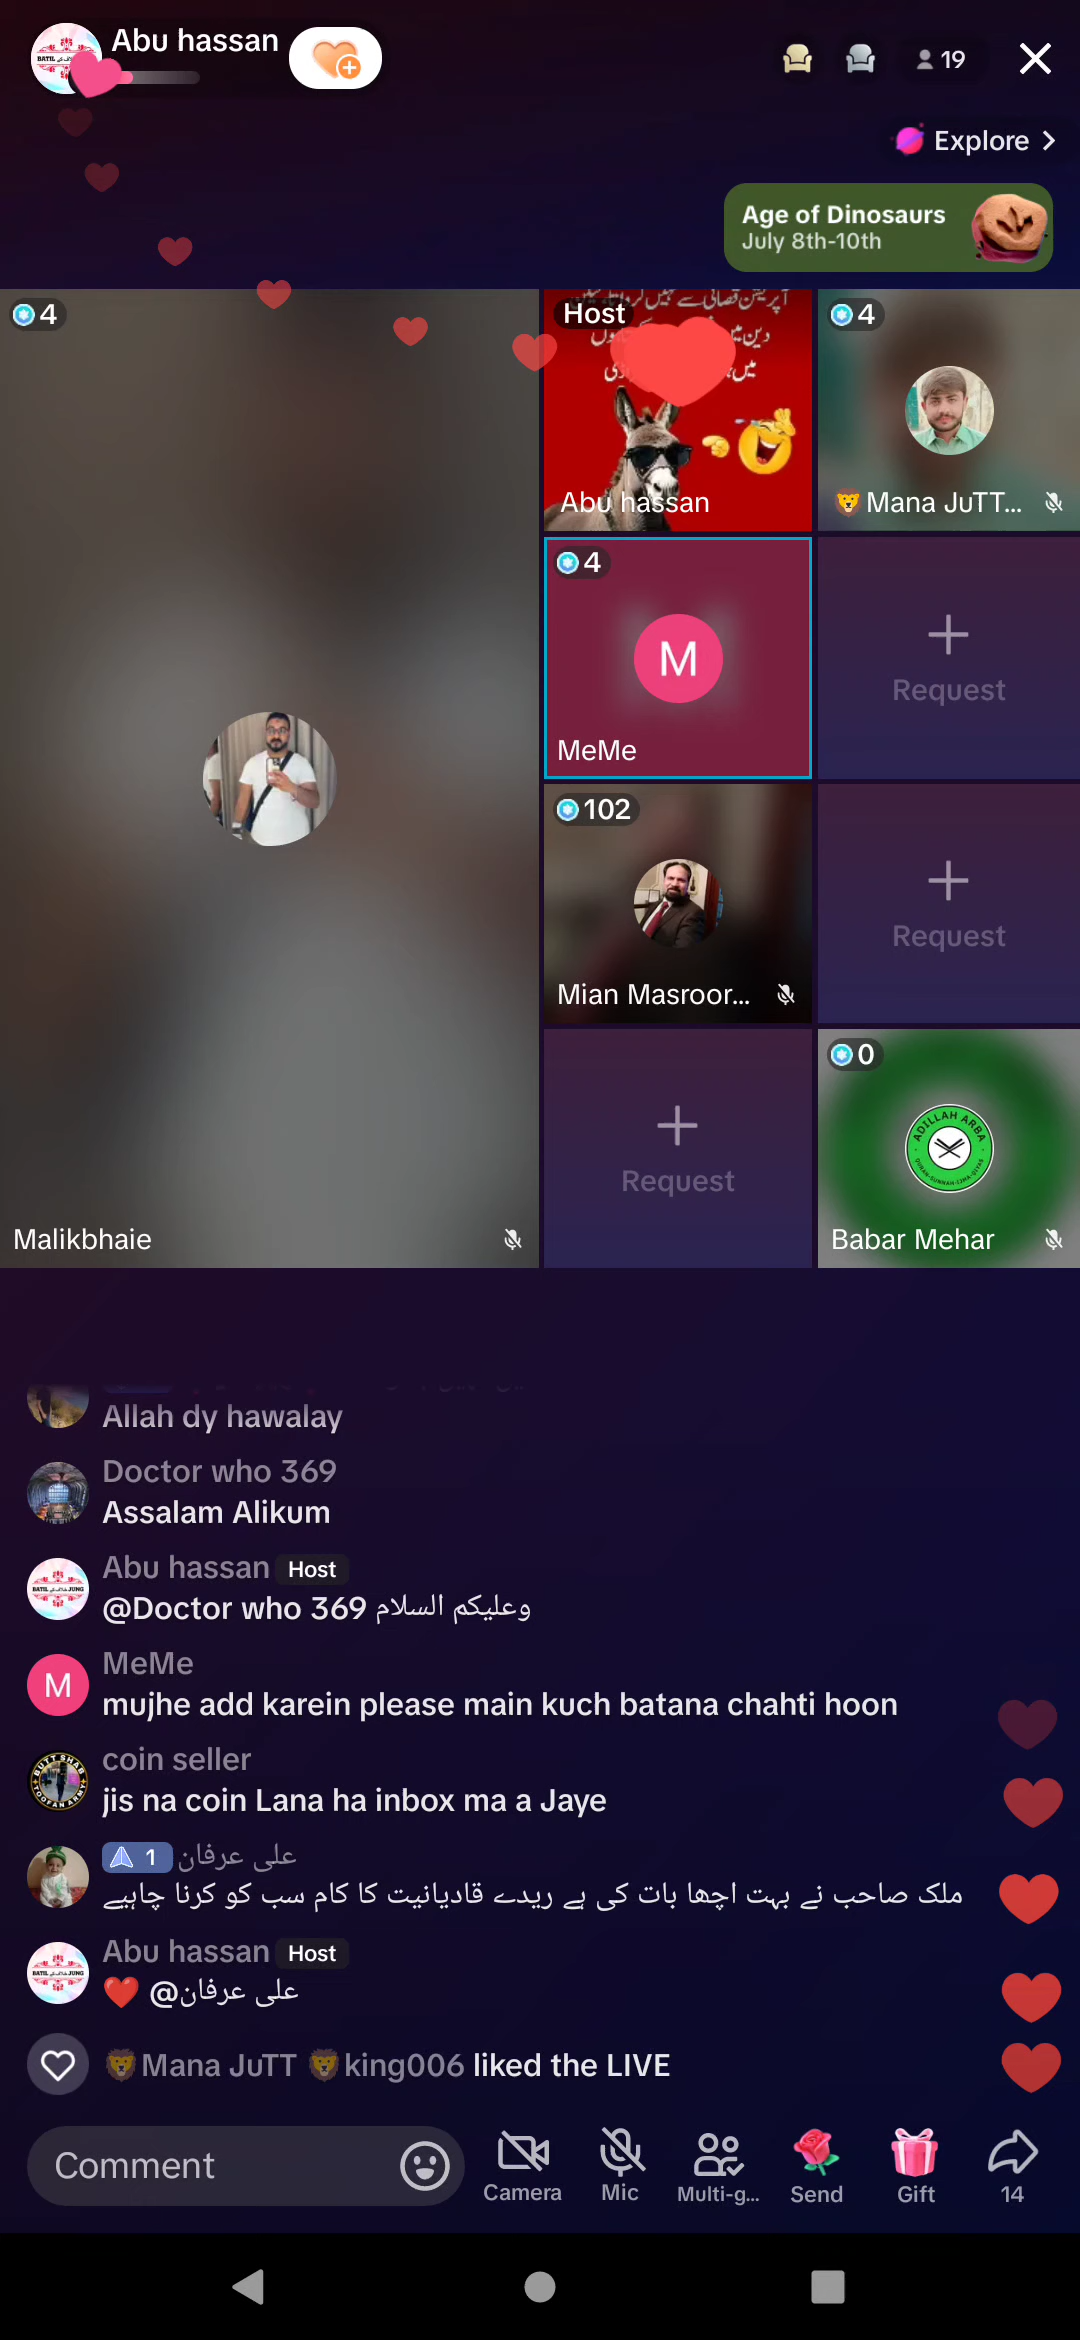 Abu hassan
19
Explore
Age of Dinosaurs
July 8th-10th
4
Host
دین میں
میں
Abu hassan
4
🦁Mana JuTT...
4
M
MeMe
Request
102
Mian Masroor...
Request
Request
0
ADILLAH ARBA
Babar Mehar
Malikbhaie
Allah dy hawalay
Doctor who 369
Assalam Alikum
Abu hassan Host
@Doctor who 369 وعلیکم السلام
MeMe
M
mujhe add karein please main kuch batana chahti hoon
coin seller
jis na coin Lana ha inbox ma a Jaye
1 علی عرفان
ملک صاحب نے بہت اچھا بات کی ہے ریدے قادیانیت کا کام سب کو کرنا چاہیے
Abu hassan Host
❤️ @علی عرفان
🦁Mana JuTT 🦁king006 liked the LIVE
Comment
Camera
Mic
Multi-g...
Send
Gift
14